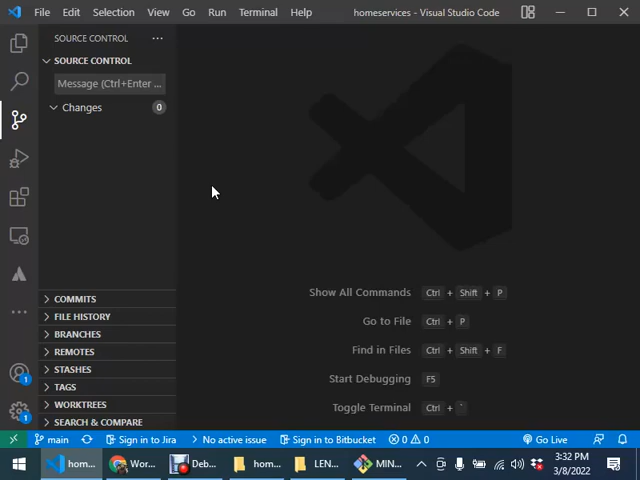 File Edit Selection View Go Run Terminal Help homeservices - Visual Studio Code
SOURCE CONTROL ...
SOURCE CONTROL
Message (Ctrl+Enter ...
Changes 0
Show All Commands Ctrl + Shift + P
Go to File Ctrl + P
Find in Files Ctrl + Shift + F
Start Debugging F5
Toggle Terminal Ctrl + `
COMMITS
FILE HISTORY
BRANCHES
REMOTES
STASHES
TAGS
WORKTREES
SEARCH & COMPARE
1
1
main Sign in to Jira No active issue Sign in to Bitbucket 0 0 Go Live
hom... Wor... Deb... hom... LEN... MIN... 3:32 PM
3/8/2022